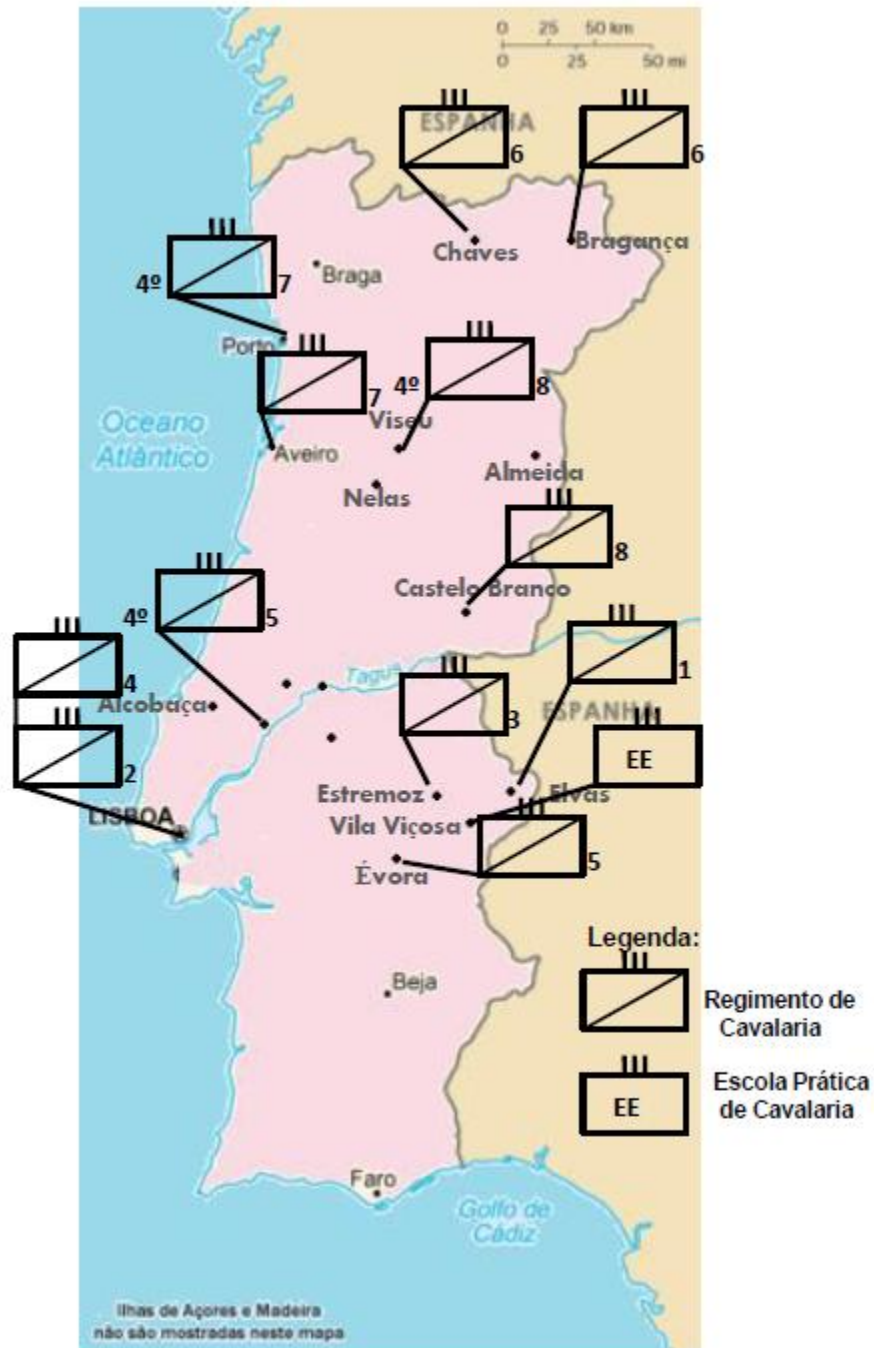 0 25 50 km
0 25 50 mi
ESPANHA
6
6
Chaves
Bragança
Braga
4º
7
Porto
7
4º
8
Viseu
Oceano
Atlântico
Aveiro
Almeida
Nelas
8
Castelo Branco
4º
5
1
4
Tagus
Alcobaça
3
ESPANHA
2
EE
LISBOA
Estremoz
Elvas
Vila Viçosa
5
Évora
Legenda:
Beja
Regimento de
Cavalaria
Escola Prática
de Cavalaria
EE
Faro
Golfo de
Cádiz
Ilhas de Açores e Madeira
não são mostradas neste mapa